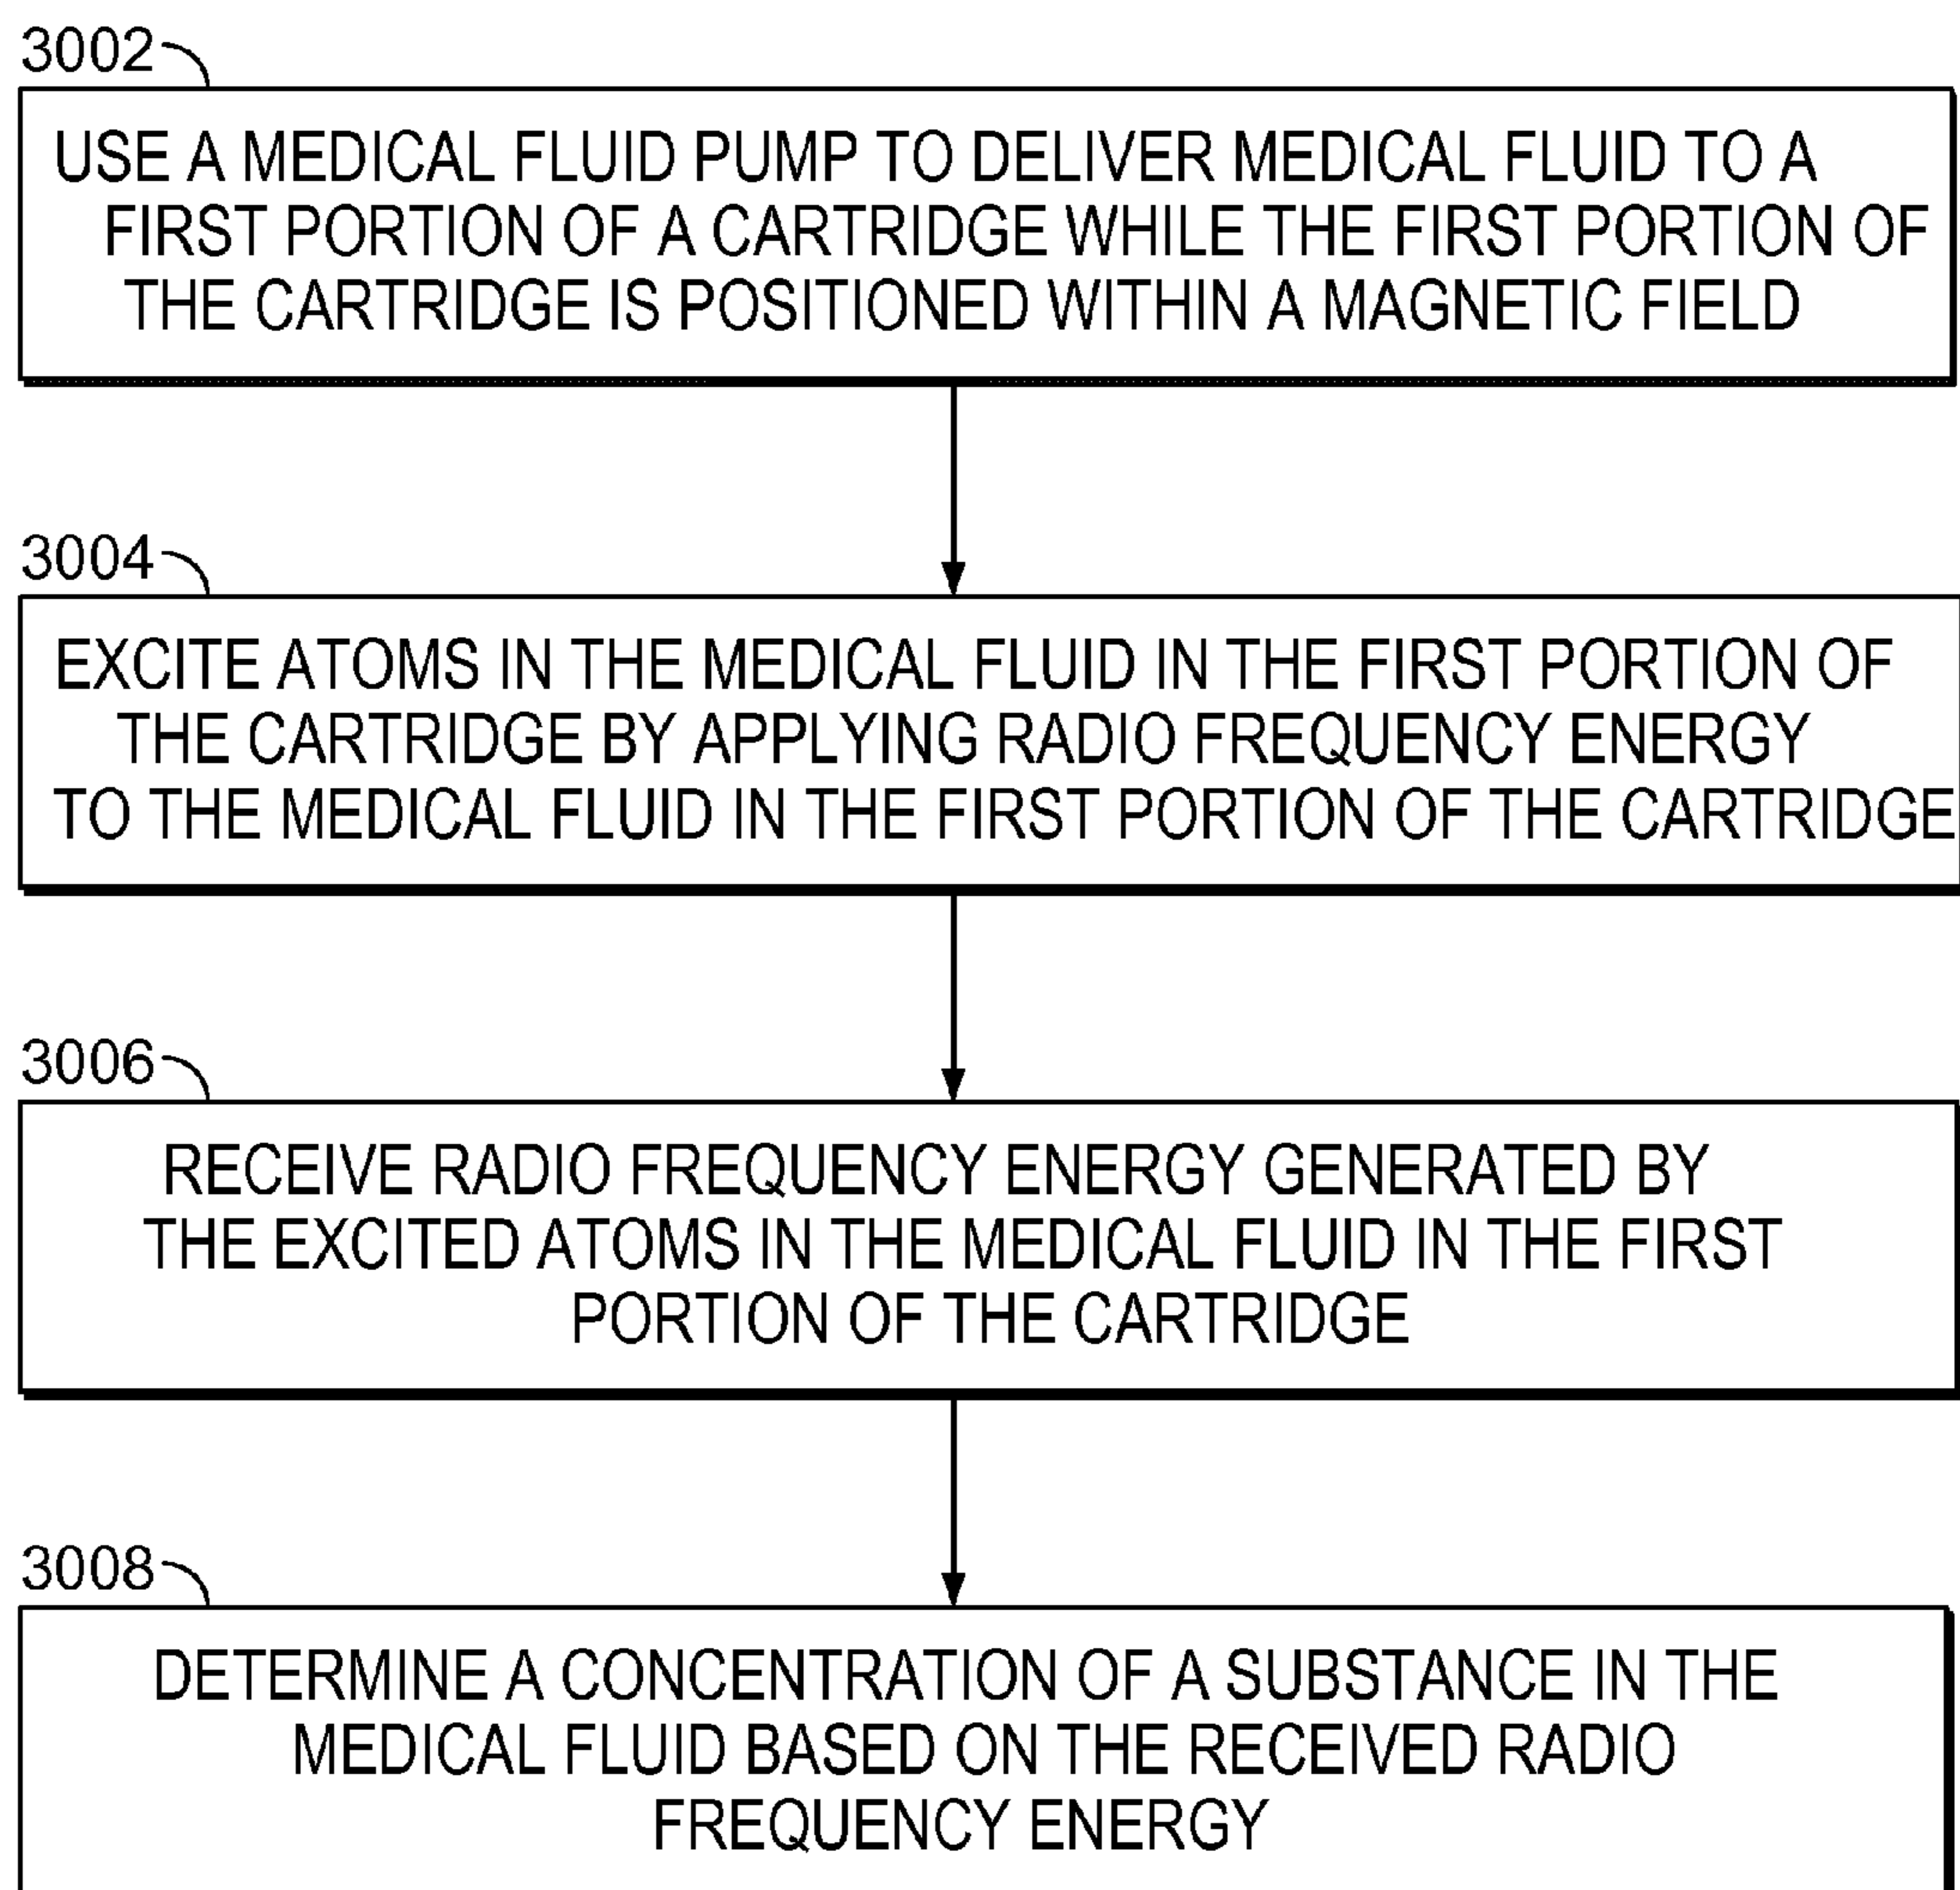 3002
USE A MEDICAL FLUID PUMP TO DELIVER MEDICAL FLUID TO A
FIRST PORTION OF A CARTRIDGE WHILE THE FIRST PORTION OF
THE CARTRIDGE IS POSITIONED WITHIN A MAGNETIC FIELD
3004
EXCITE ATOMS IN THE MEDICAL FLUID IN THE FIRST PORTION OF
THE CARTRIDGE BY APPLYING RADIO FREQUENCY ENERGY
TO THE MEDICAL FLUID IN THE FIRST PORTION OF THE CARTRIDGE
3006
RECEIVE RADIO FREQUENCY ENERGY GENERATED BY
THE EXCITED ATOMS IN THE MEDICAL FLUID IN THE FIRST
PORTION OF THE CARTRIDGE
3008
DETERMINE A CONCENTRATION OF A SUBSTANCE IN THE
MEDICAL FLUID BASED ON THE RECEIVED RADIO
FREQUENCY ENERGY